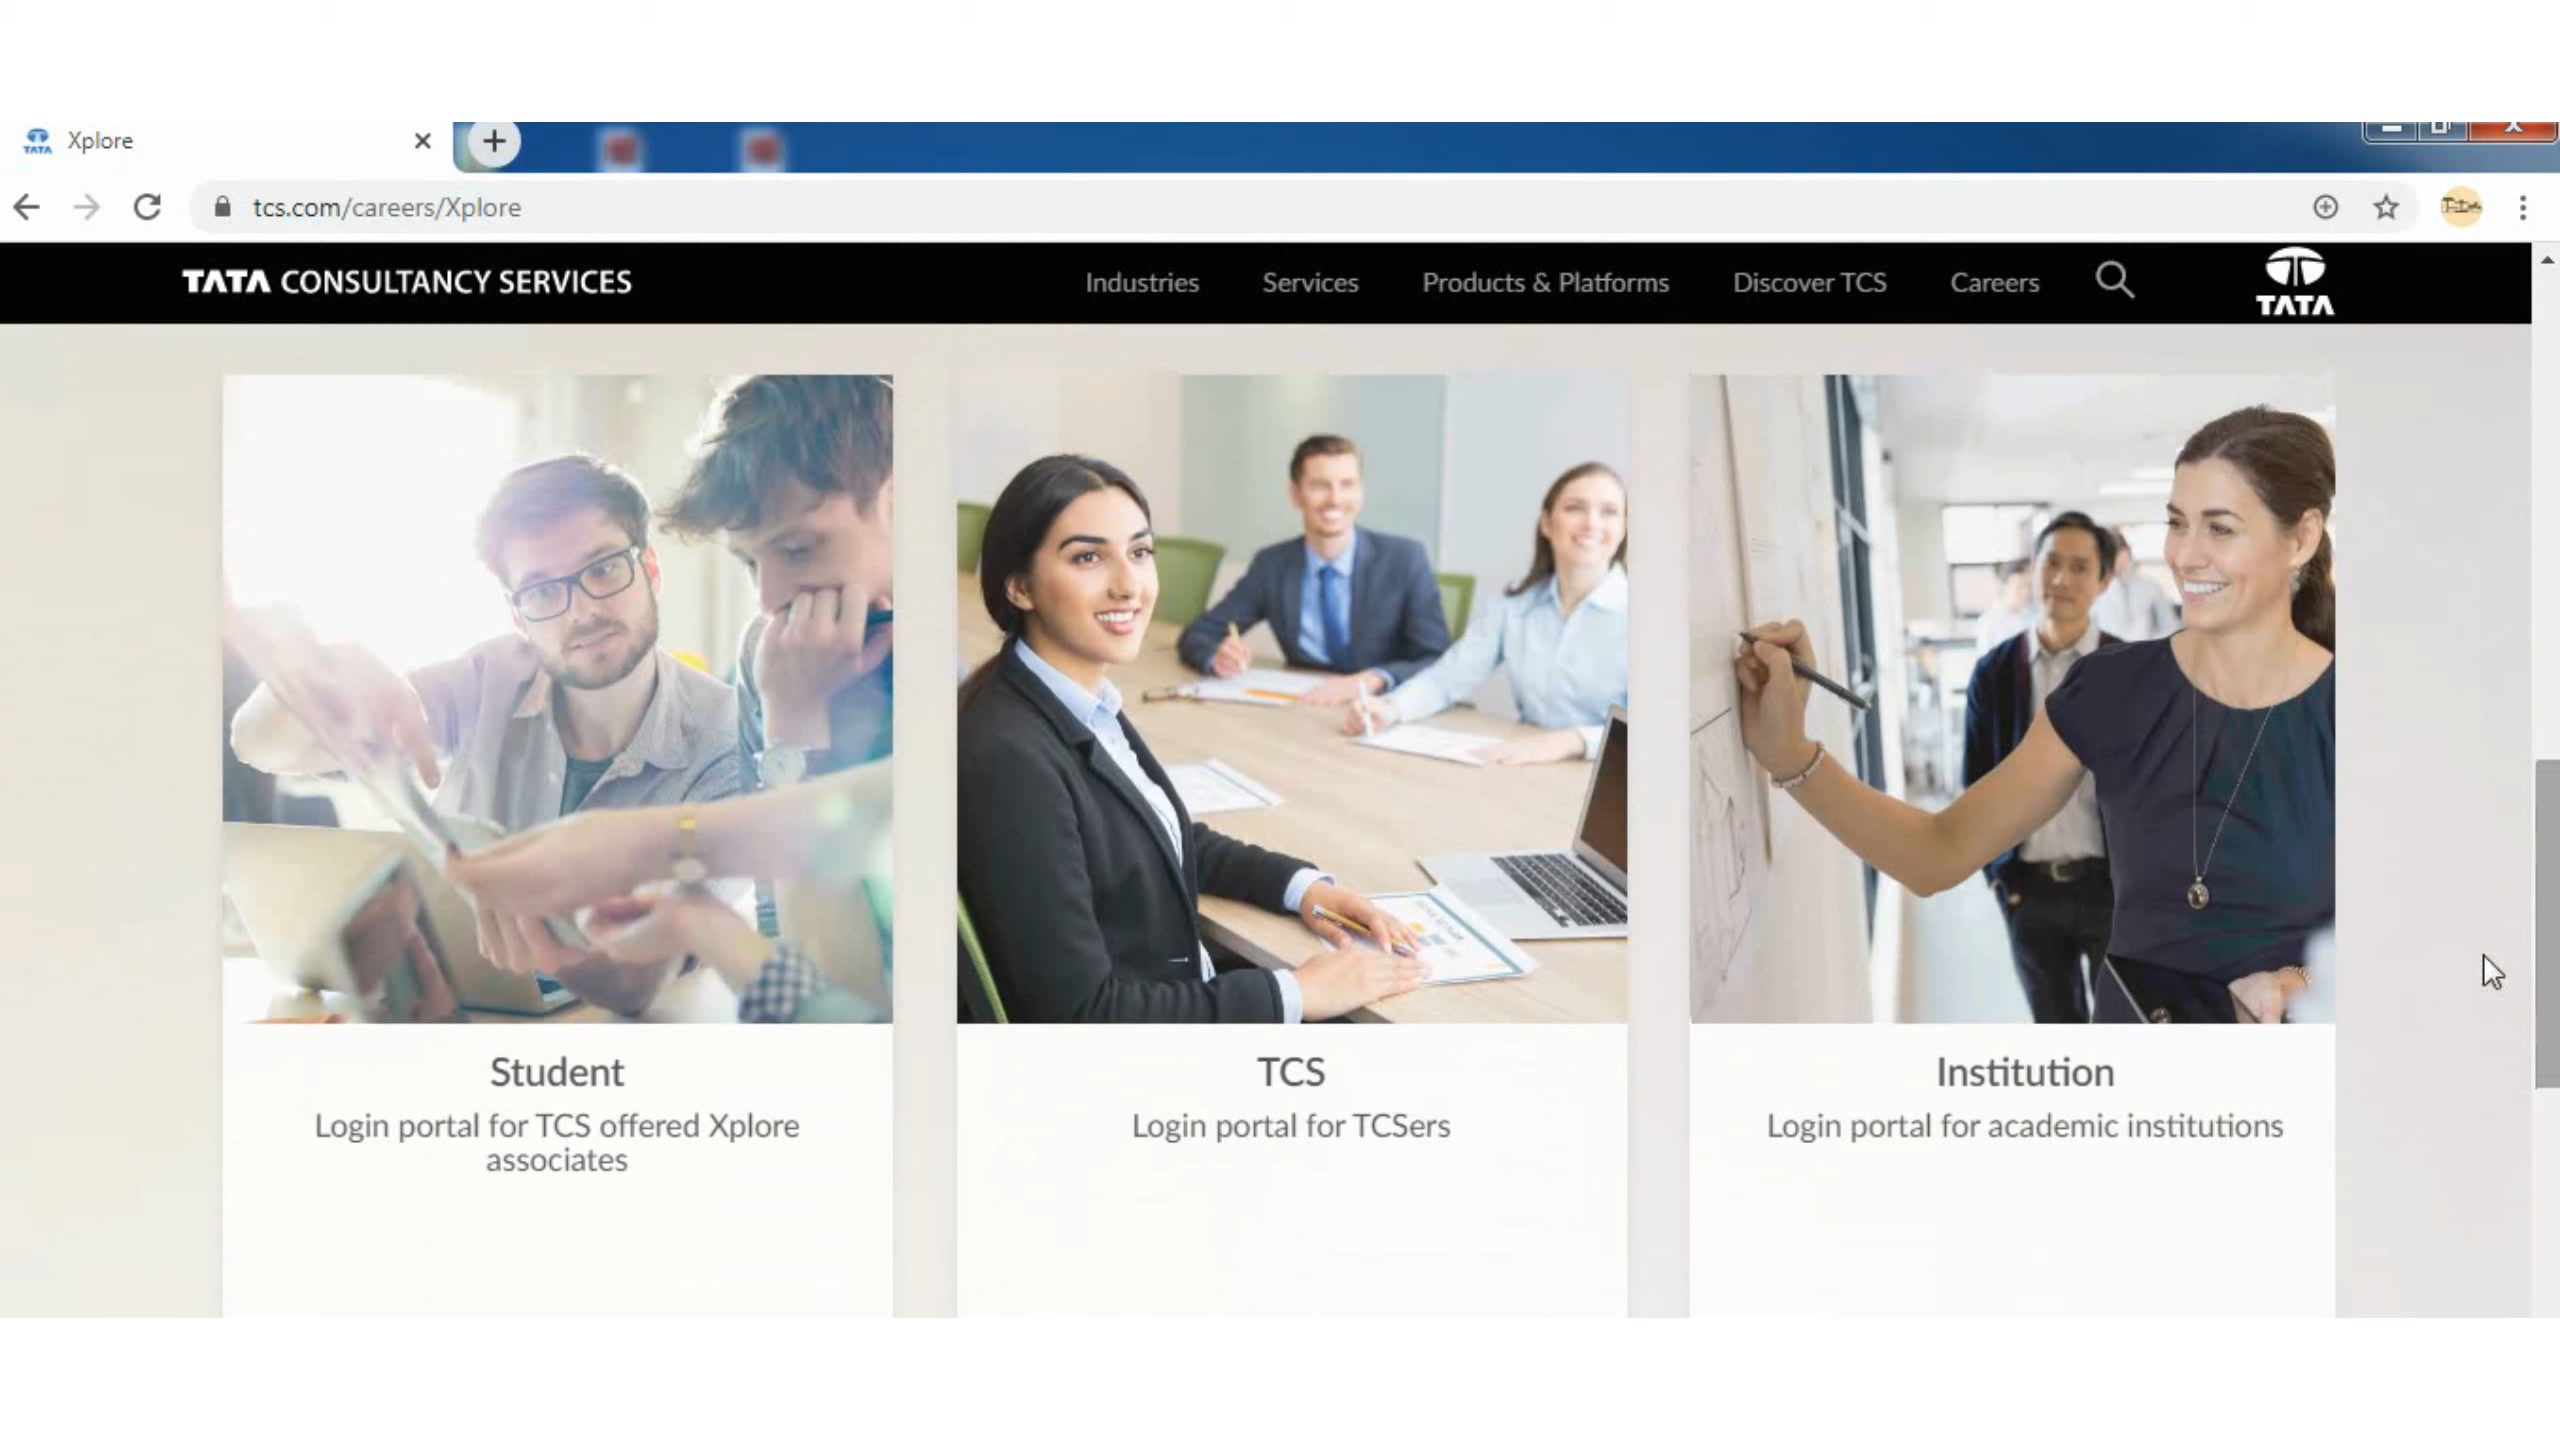 TATA
Xplore
tcs.com/careers/Xplore
TATA CONSULTANCY SERVICES
Industries
Services
Products & Platforms
Discover TCS
Careers
TATA
Student
Login portal for TCS offered Xplore
associates
TCS
Login portal for TCSers
Institution
Login portal for academic institutions